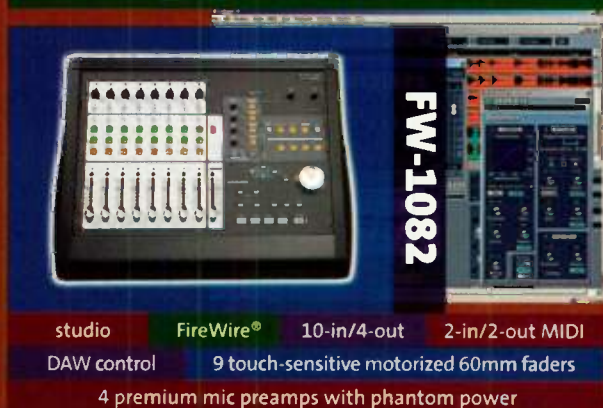 FW-1082
studio FireWire® 10-in/4-out 2-in/2-out MIDI
DAW control 9 touch-sensitive motorized 60mm faders
4 premium mic preamps with phantom power